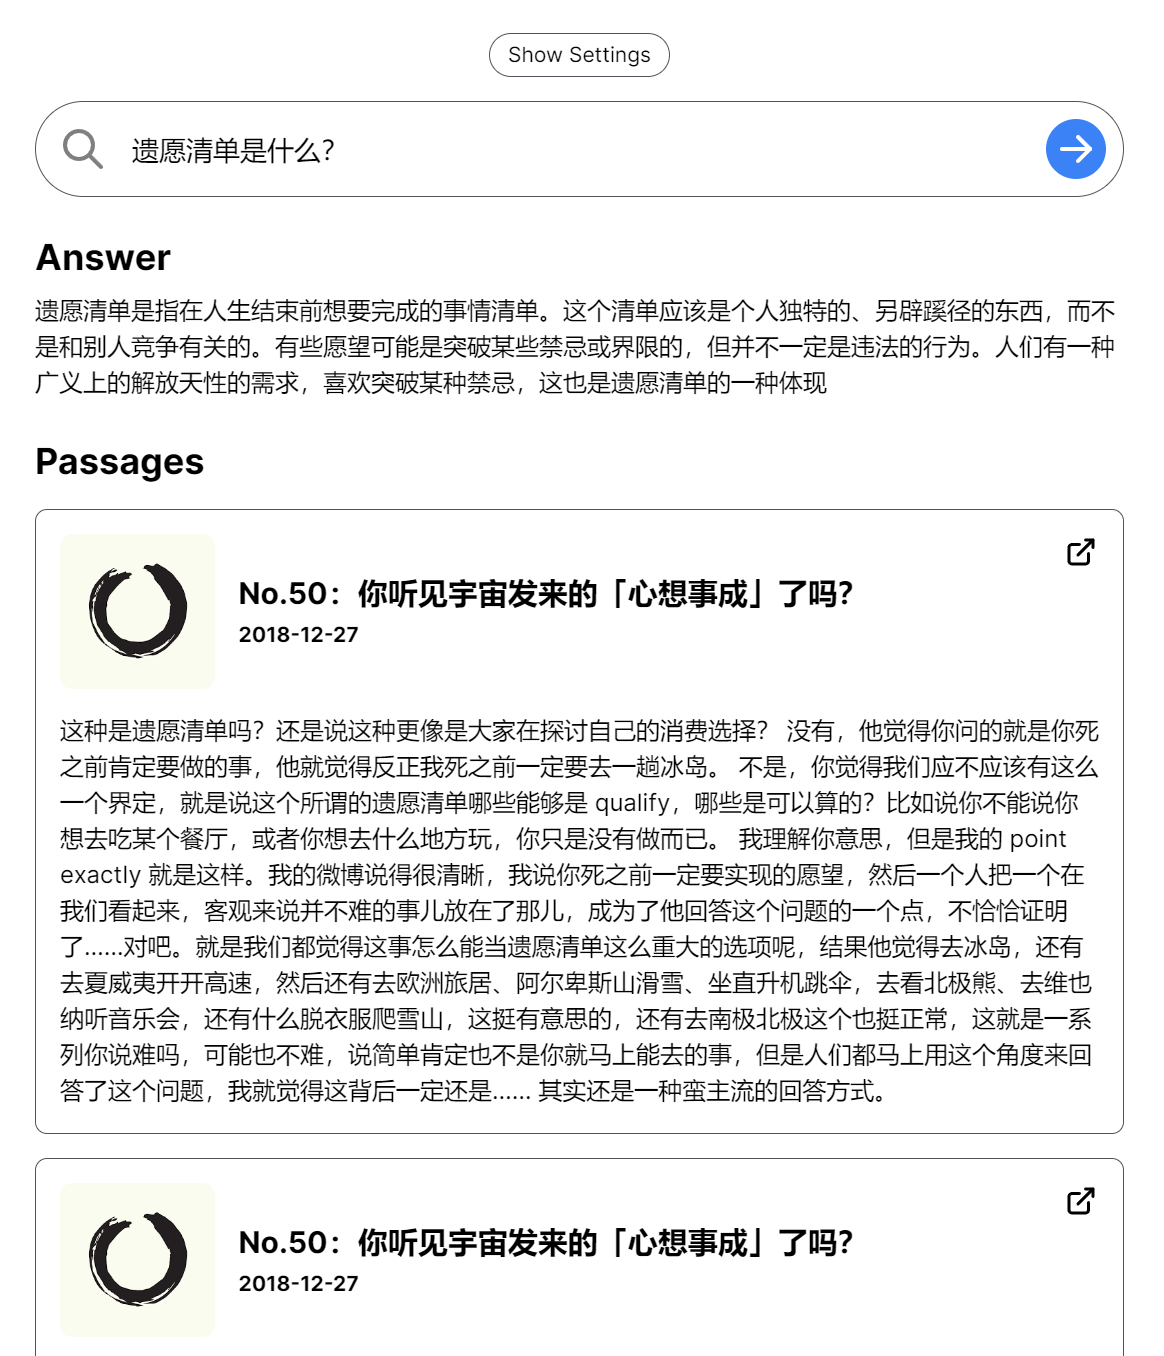 Show Settings
遗愿清单是什么？
Answer
遗愿清单是指在人生结束前想要完成的事情清单。这个清单应该是个人独特的、另辟蹊径的东西，而不
是和别人竞争有关的。有些愿望可能是突破某些禁忌或界限的，但并不一定是违法的行为。人们有一种
广义上的解放天性的需求，喜欢突破某种禁忌，这也是遗愿清单的一种体现
Passages
No.50：你听见宇宙发来的「心想事成」了吗？
2018-12-27
这种是遗愿清单吗？还是说这种更像是大家在探讨自己的消费选择？ 没有，他觉得你问的就是你死
之前肯定要做的事，他就觉得反正我死之前一定要去一趟冰岛。 不是，你觉得我们应不应该有这么
一个界定，就是说这个所谓的遗愿清单哪些能够是 qualify，哪些是可以算的？比如说你不能说你
想去吃某个餐厅，或者你想去什么地方玩，你只是没有做而已。 我理解你意思，但是我的 point
exactly 就是这样。我的微博说得很清晰，我说你死之前一定要实现的愿望，然后一个人把一个在
我们看起来，客观来说并不难的事儿放在了那儿，成为了他回答这个问题的一个点，不恰恰证明
了......对吧。就是我们都觉得这事怎么能当遗愿清单这么重大的选项呢，结果他觉得去冰岛，还有
去夏威夷开开高速，然后还有去欧洲旅居、阿尔卑斯山滑雪、坐直升机跳伞，去看北极熊、去维也
纳听音乐会，还有什么脱衣服爬雪山，这挺有意思的，还有去南极北极这个也挺正常，这就是一系
列你说难吗，可能也不难，说简单肯定也不是你就马上能去的事，但是人们都马上用这个角度来回
答了这个问题，我就觉得这背后一定还是...... 其实还是一种蛮主流的回答方式。
No.50：你听见宇宙发来的「心想事成」了吗？
2018-12-27